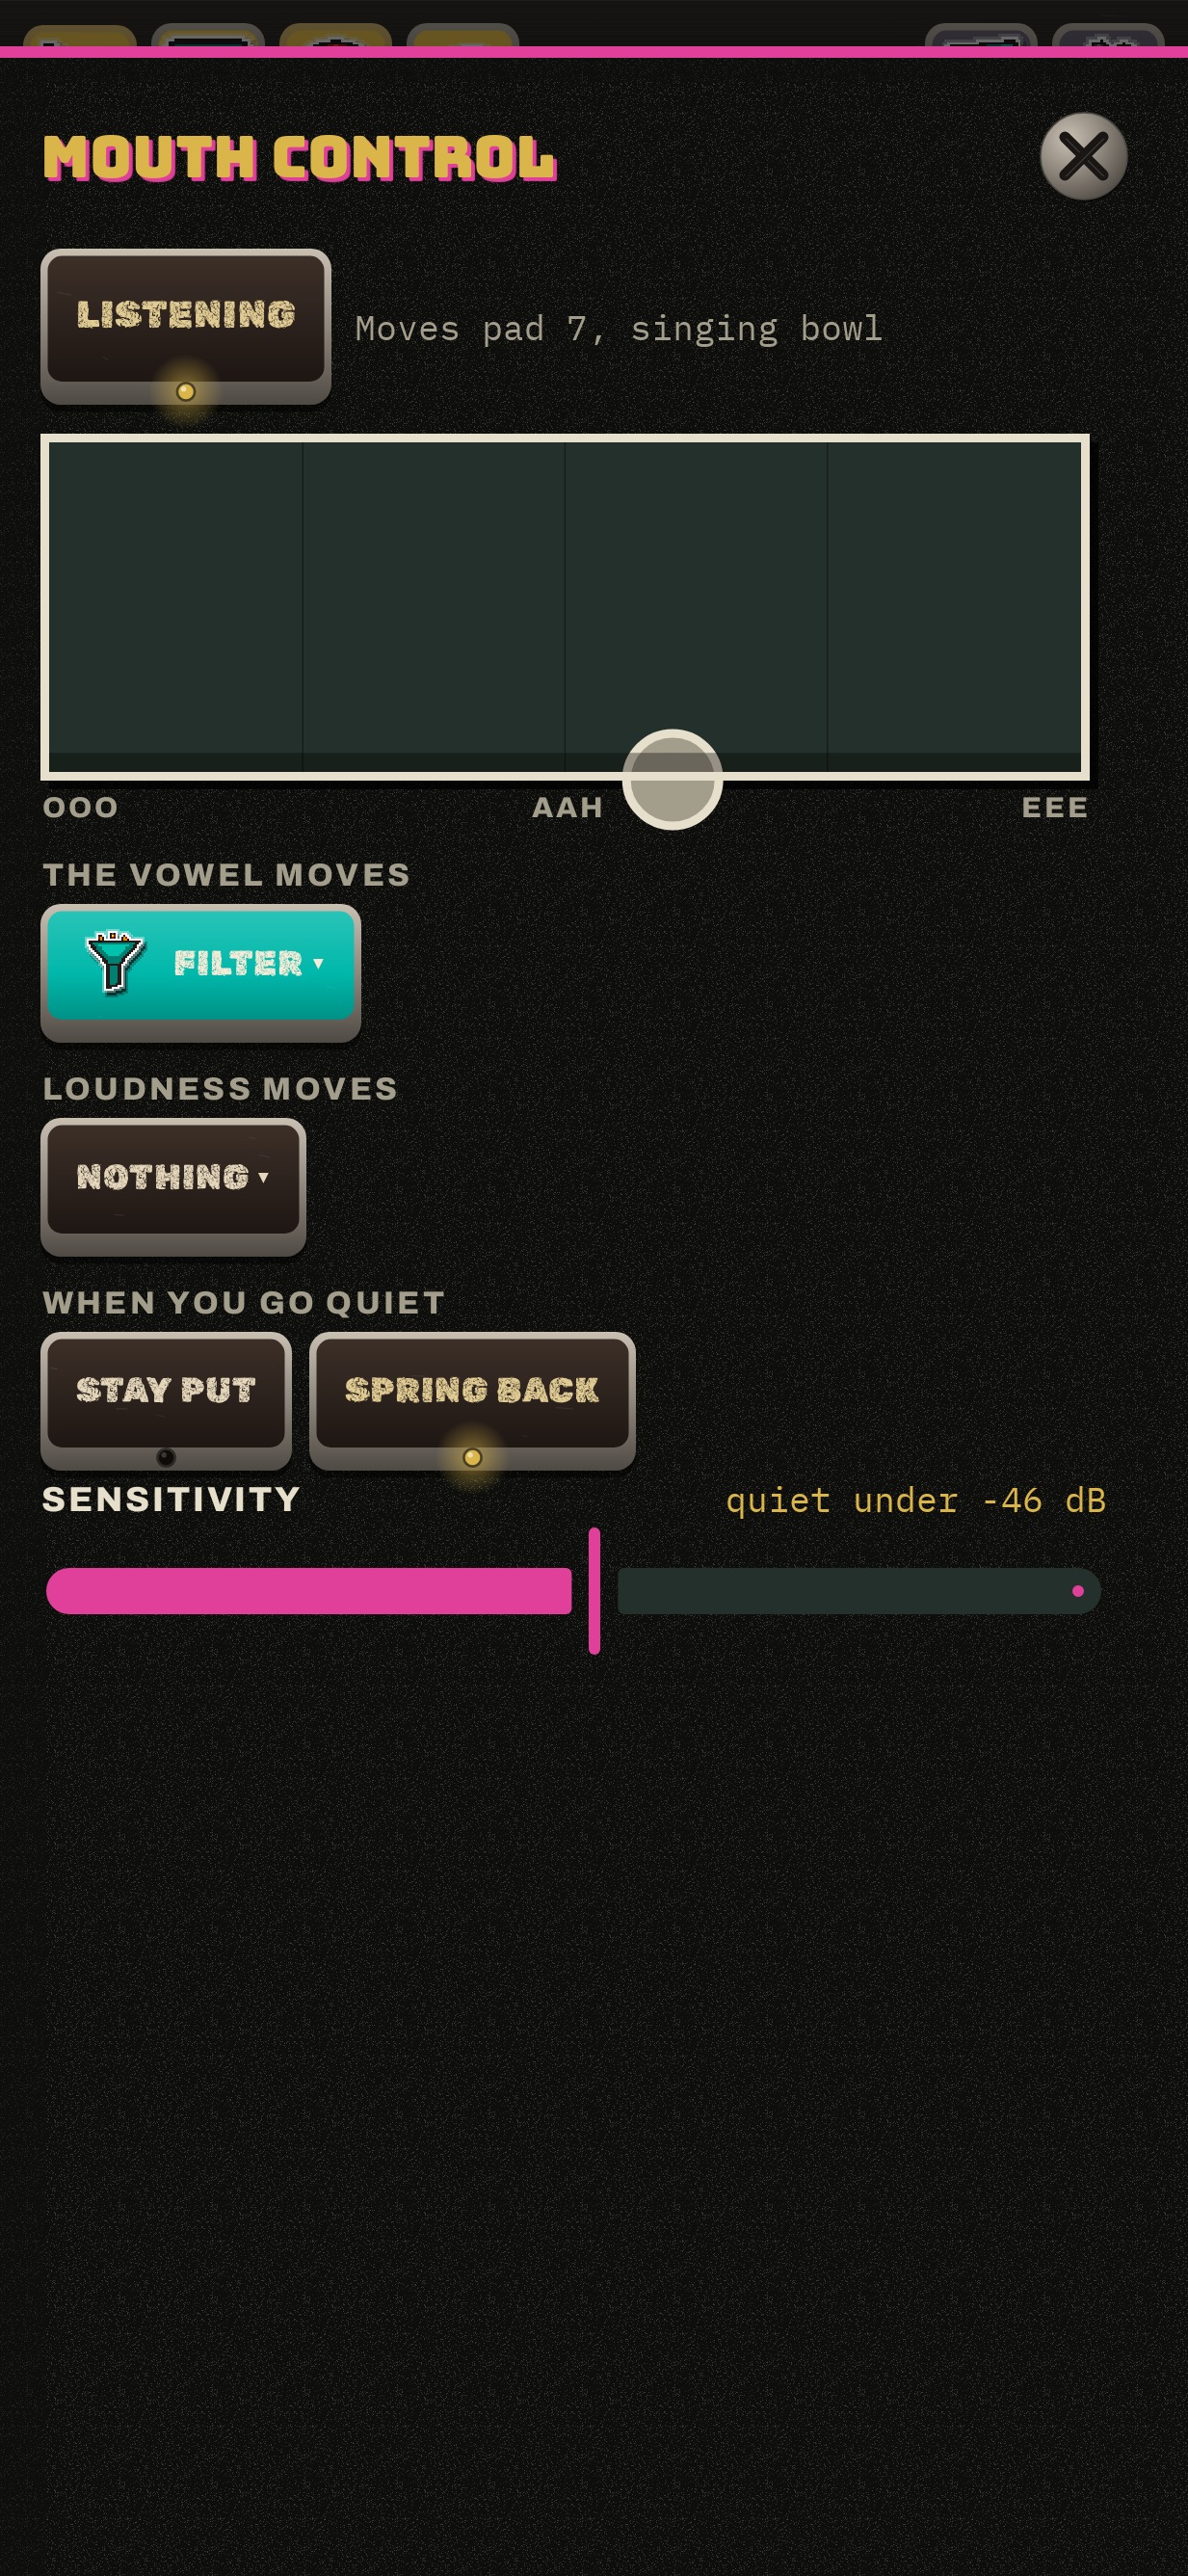 MOUTH CONTROL
LISTENING
Moves pad 7, singing bowl
OOO AAH EEE
THE VOWEL MOVES
FILTER ▾
LOUDNESS MOVES
NOTHING ▾
WHEN YOU GO QUIET
STAY PUT SPRING BACK
SENSITIVITY quiet under -46 dB